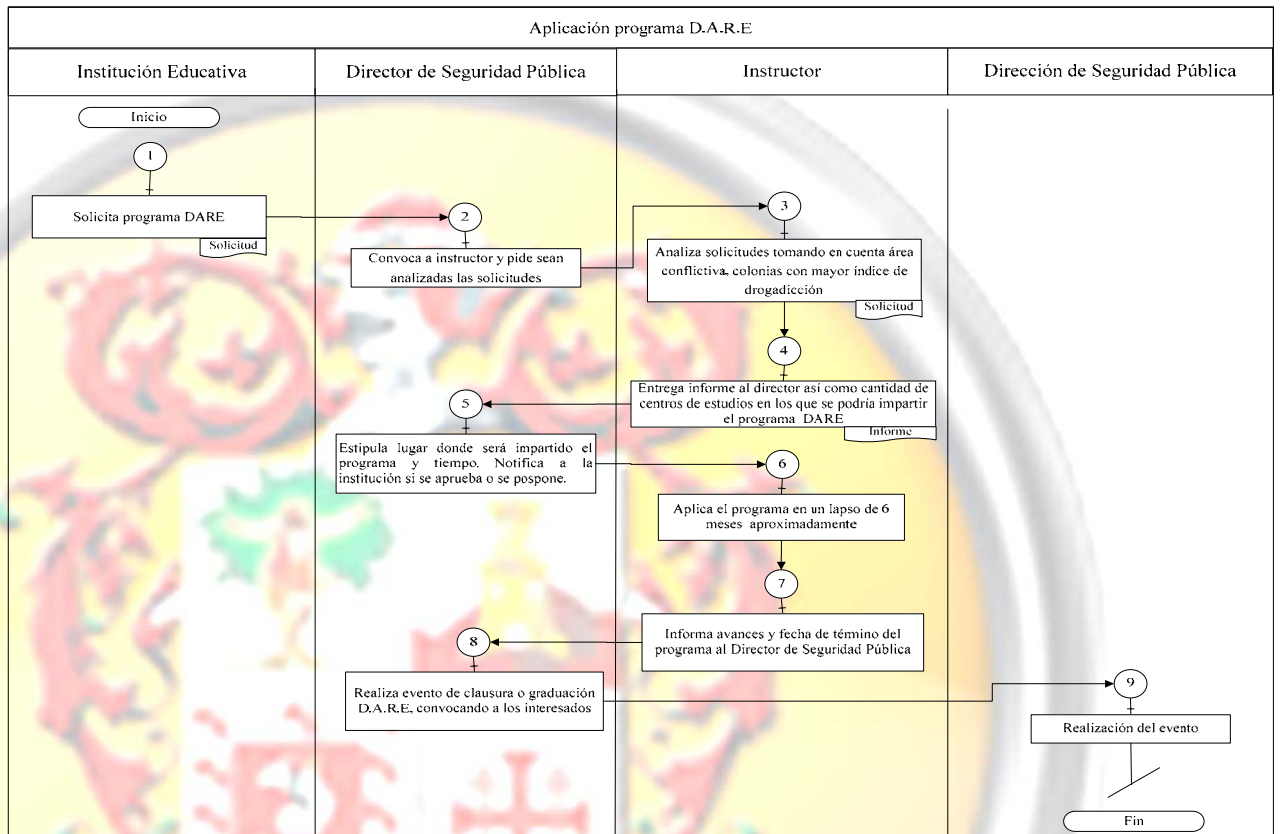 Aplicación programa D.A.R.E
Institución Educativa
Director de Seguridad Pública
Instructor
Dirección de Seguridad Pública
Inicio
1
Solicita programa DARE
Solicitud
2
Convoca a instructor y pide sean
analizadas las solicitudes
3
Analiza solicitudes tomando en cuenta área
conflictiva, colonias con mayor índice de
drogadicción
Solicitud
4
Entrega informe al director así como cantidad de
centros de estudios en los que se podría impartir
el programa DARE
Informe
5
Estipula lugar donde será impartido el
programa y tiempo. Notifica a la
institución si se aprueba o se pospone.
6
Aplica el programa en un lapso de 6
meses aproximadamente
7
Informa avances y fecha de término del
programa al Director de Seguridad Pública
8
Realiza evento de clausura o graduación
D.A.R.E, convocando a los interesados
9
Realización del evento
Fin